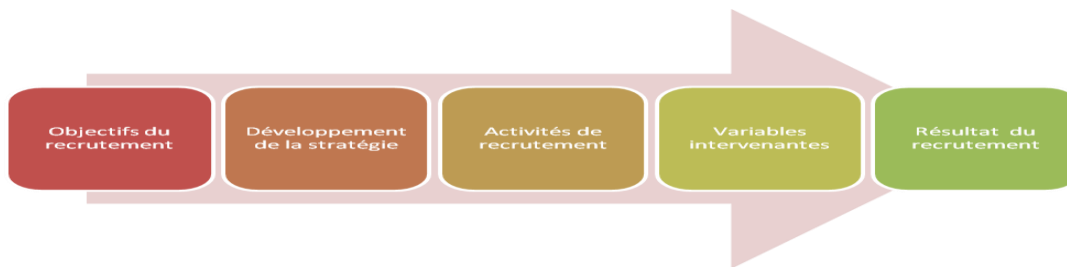 Objectifs du
recrutement
Développement
de la stratégie
Activités de
recrutement
Variables
intervenantes
Résultat du
recrutement